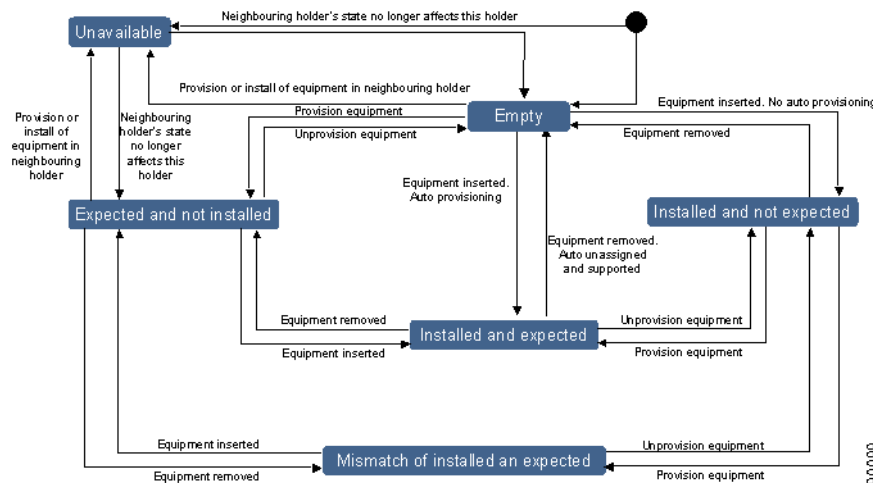 Neighbouring holder's state no longer affects this holder
Unavailable
Provision or install of equipment in neighbouring holder
Provision equipment
Empty
Equipment inserted. No auto provisioning
Unprovision equipment
Equipment removed
Provision or
install of
equipment in
neighbouring
holder
Neighbouring
holder's state
no longer
affects this
holder
Equipment inserted.
Auto provisioning
Expected and not installed
Installed and not expected
Equipment removed.
Auto unassigned
and supported
Equipment removed
Installed and expected
Unprovision equipment
Equipment inserted
Provision equipment
Equipment inserted
Mismatch of installed an expected
Unprovision equipment
Equipment removed
Provision equipment